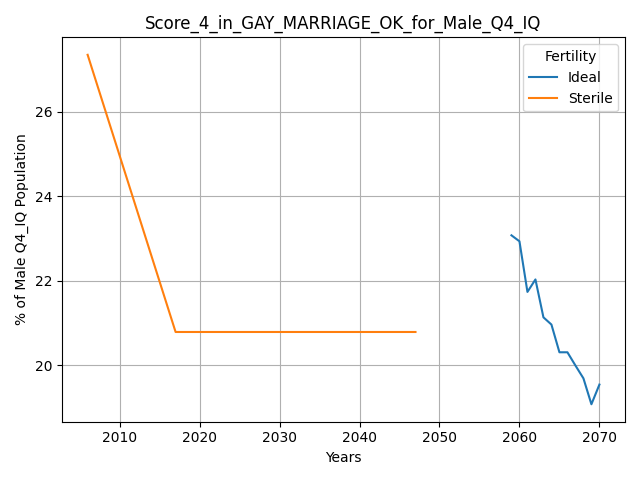 Score_4_in_GAY_MARRIAGE_OK_for_Male_Q4_IQ
Fertility
Ideal
Sterile
% of Male Q4_IQ Population
26
24
22
20
2010 2020 2030 2040 2050 2060 2070
Years